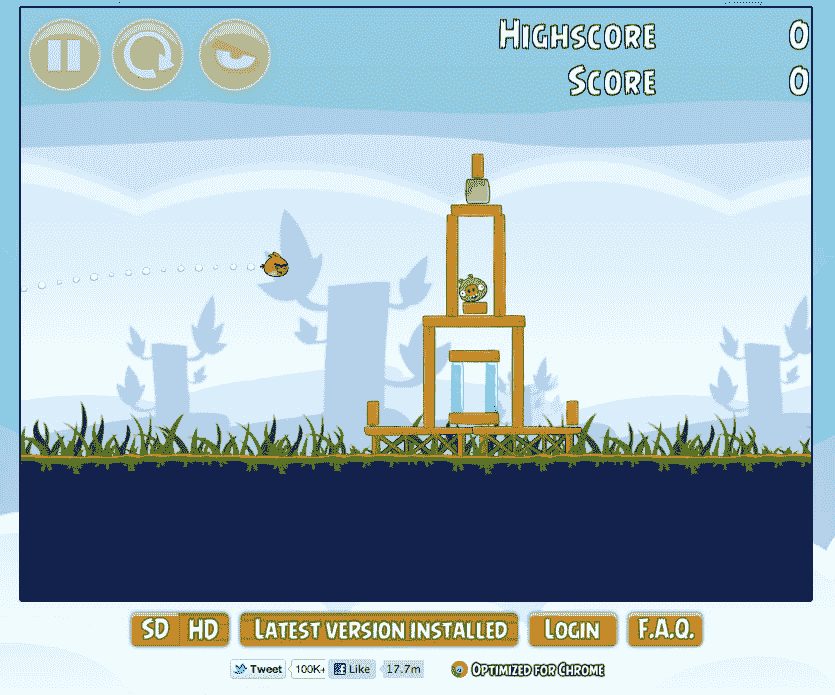 HIGHSCORE 0
SCORE 0
SD HD LATEST VERSION INSTALLED LOGIN F.A.Q.
Tweet 100K+ Like 17.7m OPTIMIZED FOR CHROME